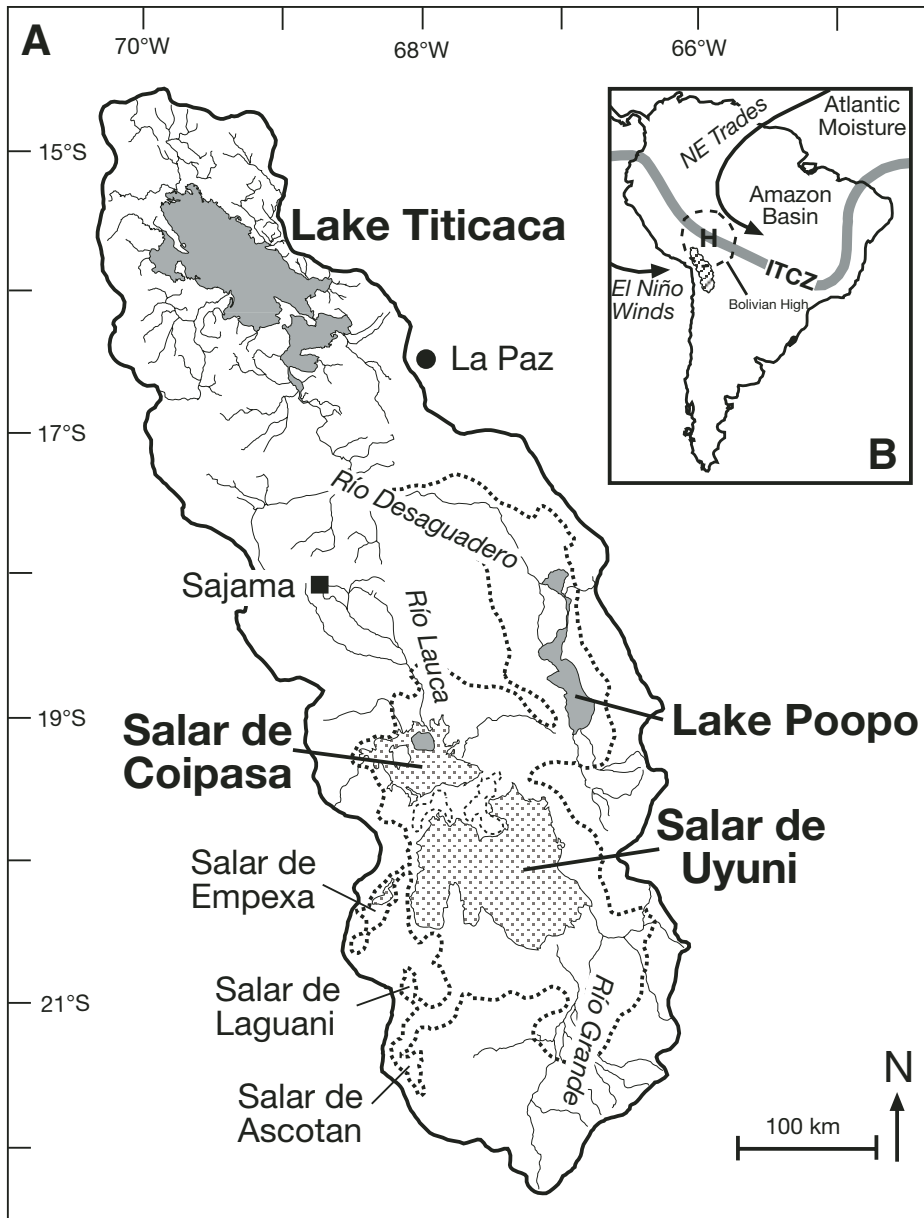 A
70°W
68°W
66°W
15°S
17°S
19°S
21°S
Lake Titicaca
La Paz
Río Desaguadero
Sajama
Río Lauca
Lake Poopo
Salar de
Coipasa
Salar de
Uyuni
Salar de
Empexa
Salar de
Laguani
Salar de
Ascotan
Río Grande
N
100 km
NE Trades
Atlantic
Moisture
Amazon
Basin
H
ITCZ
El Niño
Winds
Bolivian High
B